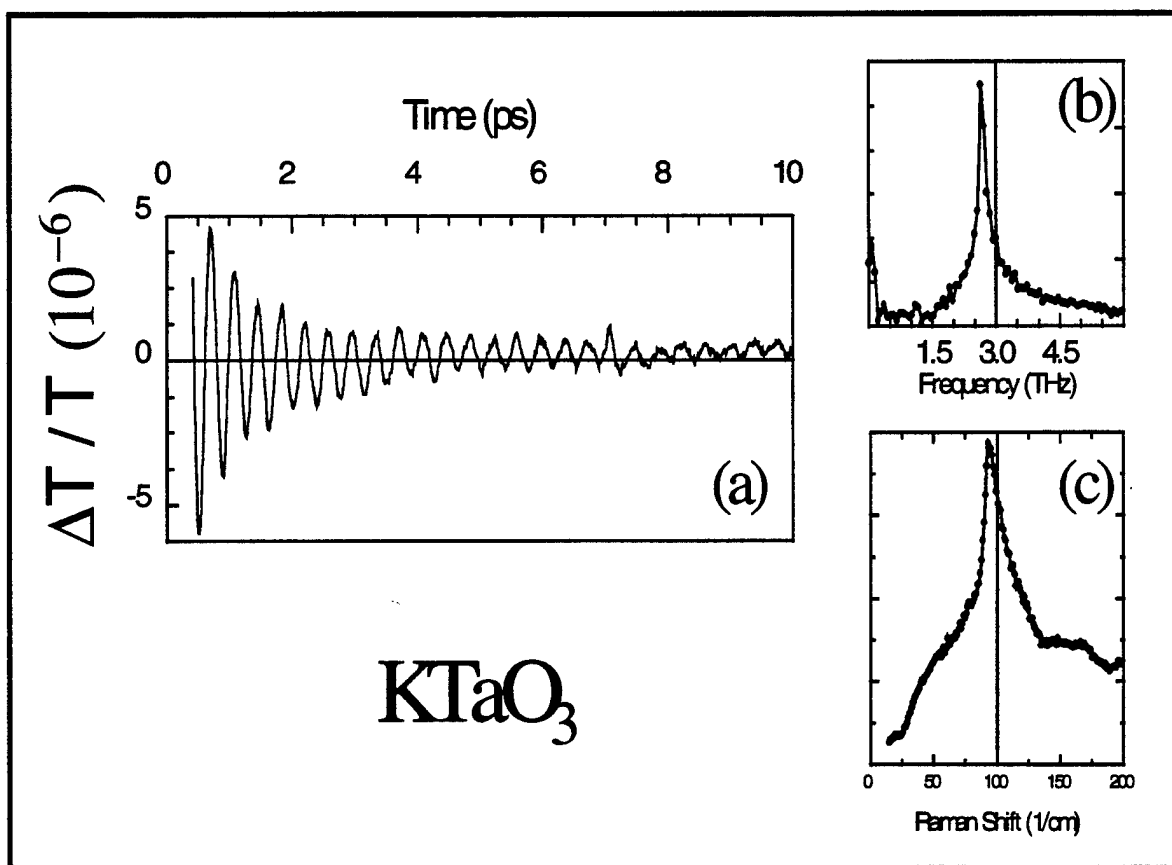 Time (ps)
0 2 4 6 8 10
5
0
-5
ΔT / T (10⁻⁶)
(a)
KTaO₃
(b)
1.5 3.0 4.5
Frequency (THz)
(c)
0 50 100 150 200
Raman Shift (1/cm)